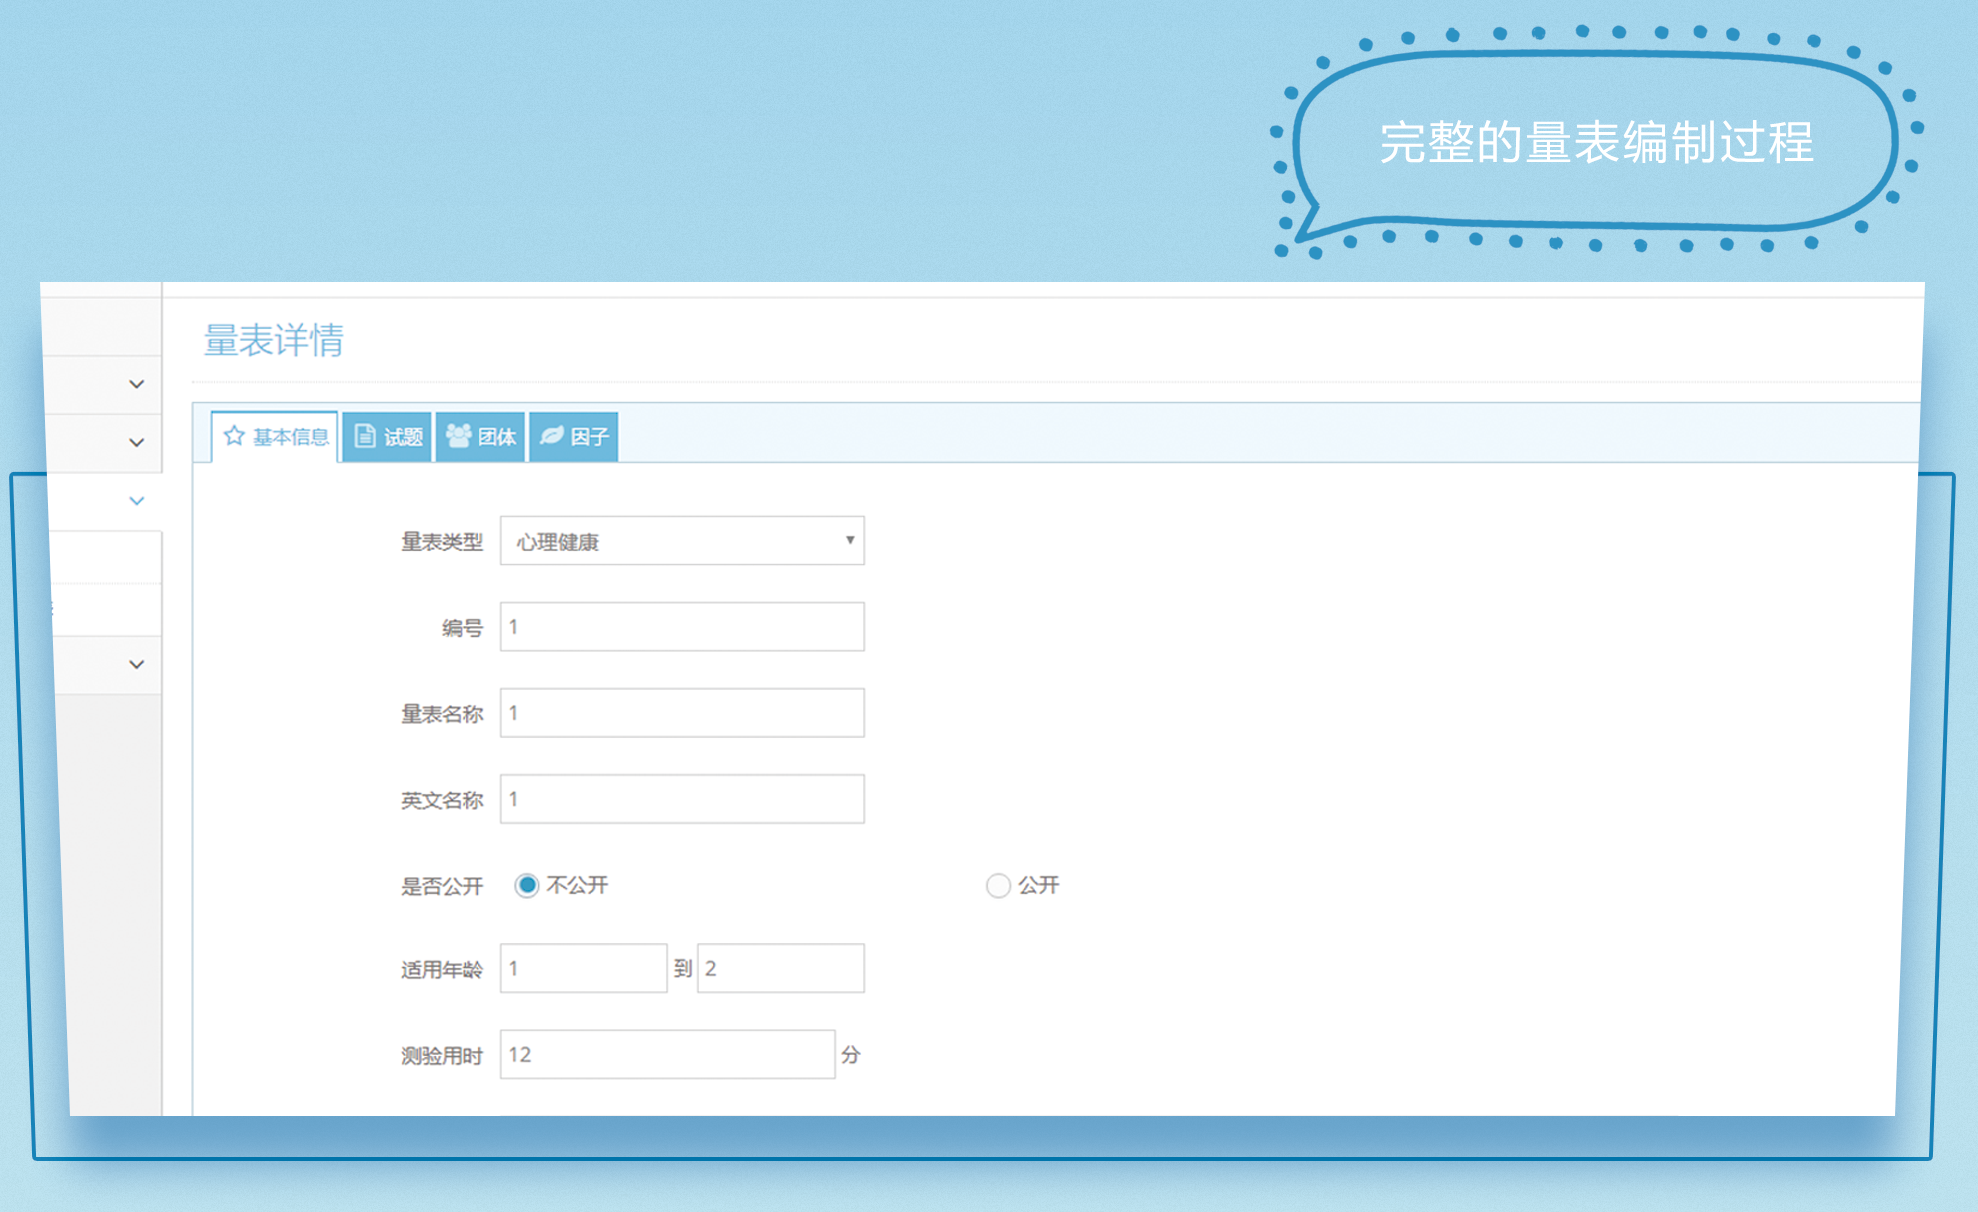 完整的量表编制过程
量表详情
基本信息 试题 团体 因子
量表类型 心理健康
编号 1
量表名称 1
英文名称 1
是否公开 不公开 公开
适用年龄 1 到 2
测验用时 12 分